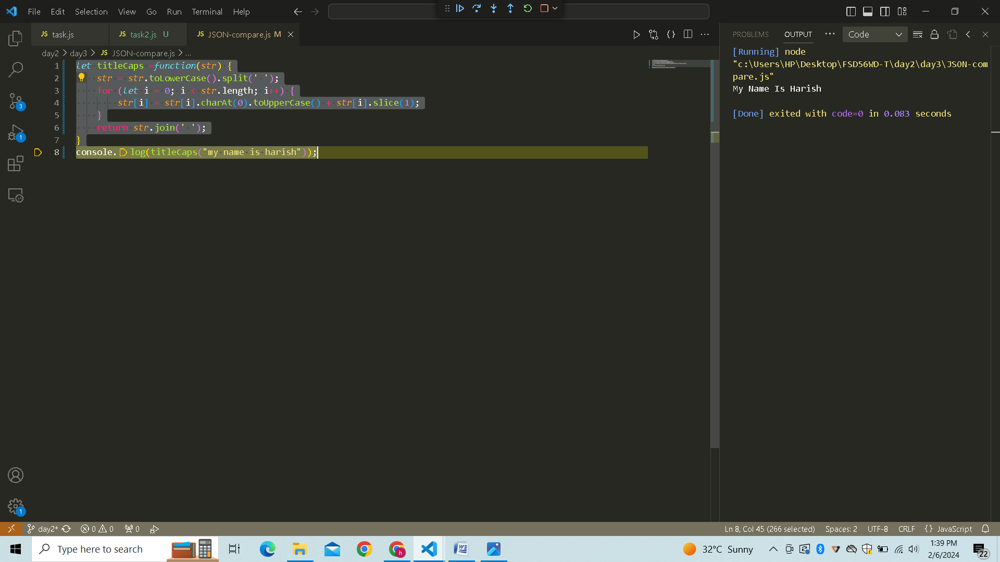 File Edit Selection View Go Run Terminal Help
JS task.js JS task2.js U JS JSON-compare.js M
day2 > day3 > JS JSON-compare.js > ...
1 let titleCaps =function(str) {
2 str = str.toLowerCase().split(' ');
3 for (let i = 0; i < str.length; i++) {
4 str[i] = str[i].charAt(0).toUpperCase() + str[i].slice(1);
5 }
6 return str.join(' ');
7 }
8 console.log(titleCaps("my name is harish"));
3
1
1
PROBLEMS OUTPUT ... Code
[Running] node
"c:\Users\HP\Desktop\FSD56WD-T\day2\day3\JSON-com
pare.js"
My Name Is Harish
[Done] exited with code=0 in 0.083 seconds
day2* 0 0 0 Ln 8, Col 45 (266 selected) Spaces: 2 UTF-8 CRLF {} JavaScript
Type here to search
32°C Sunny
1:39 PM
2/6/2024
22